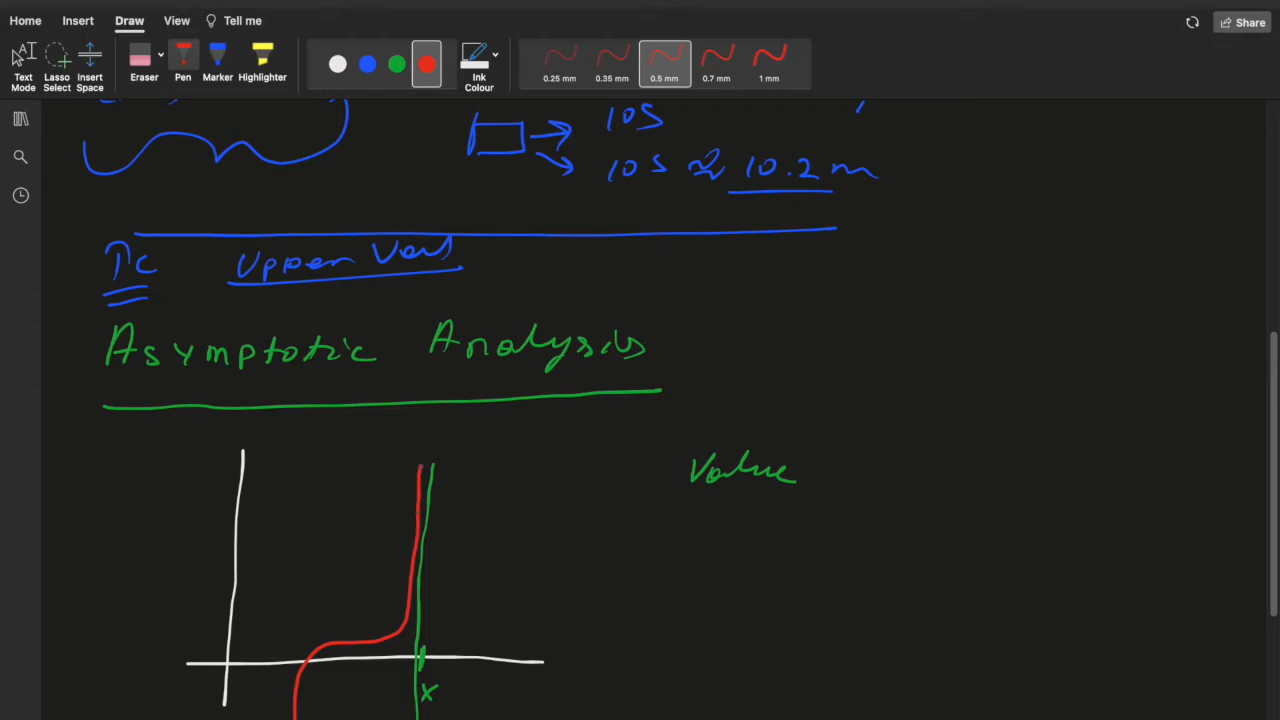 Home Insert Draw View Tell me
Share
Text Mode
Lasso Select
Insert Space
Eraser
Pen
Marker
Highlighter
Ink Colour
0.25 mm
0.35 mm
0.5 mm
0.7 mm
1 mm
10s
10s ≈ 10.2 m
Tc Upper
Asymptotic Analysis
Value
x